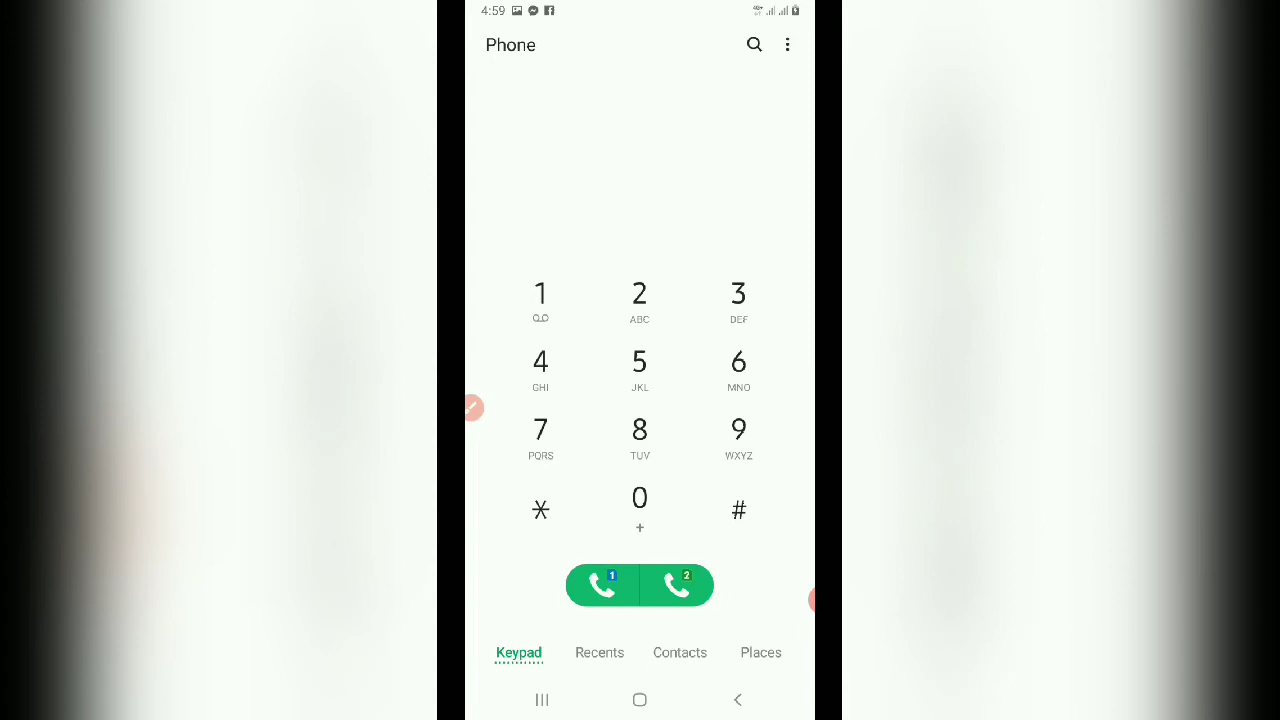 4:59
Phone
1 2 3
ABC DEF
4 5 6
GHI JKL MNO
7 8 9
PQRS TUV WXYZ
* 0 #
+
1 2
Keypad Recents Contacts Places